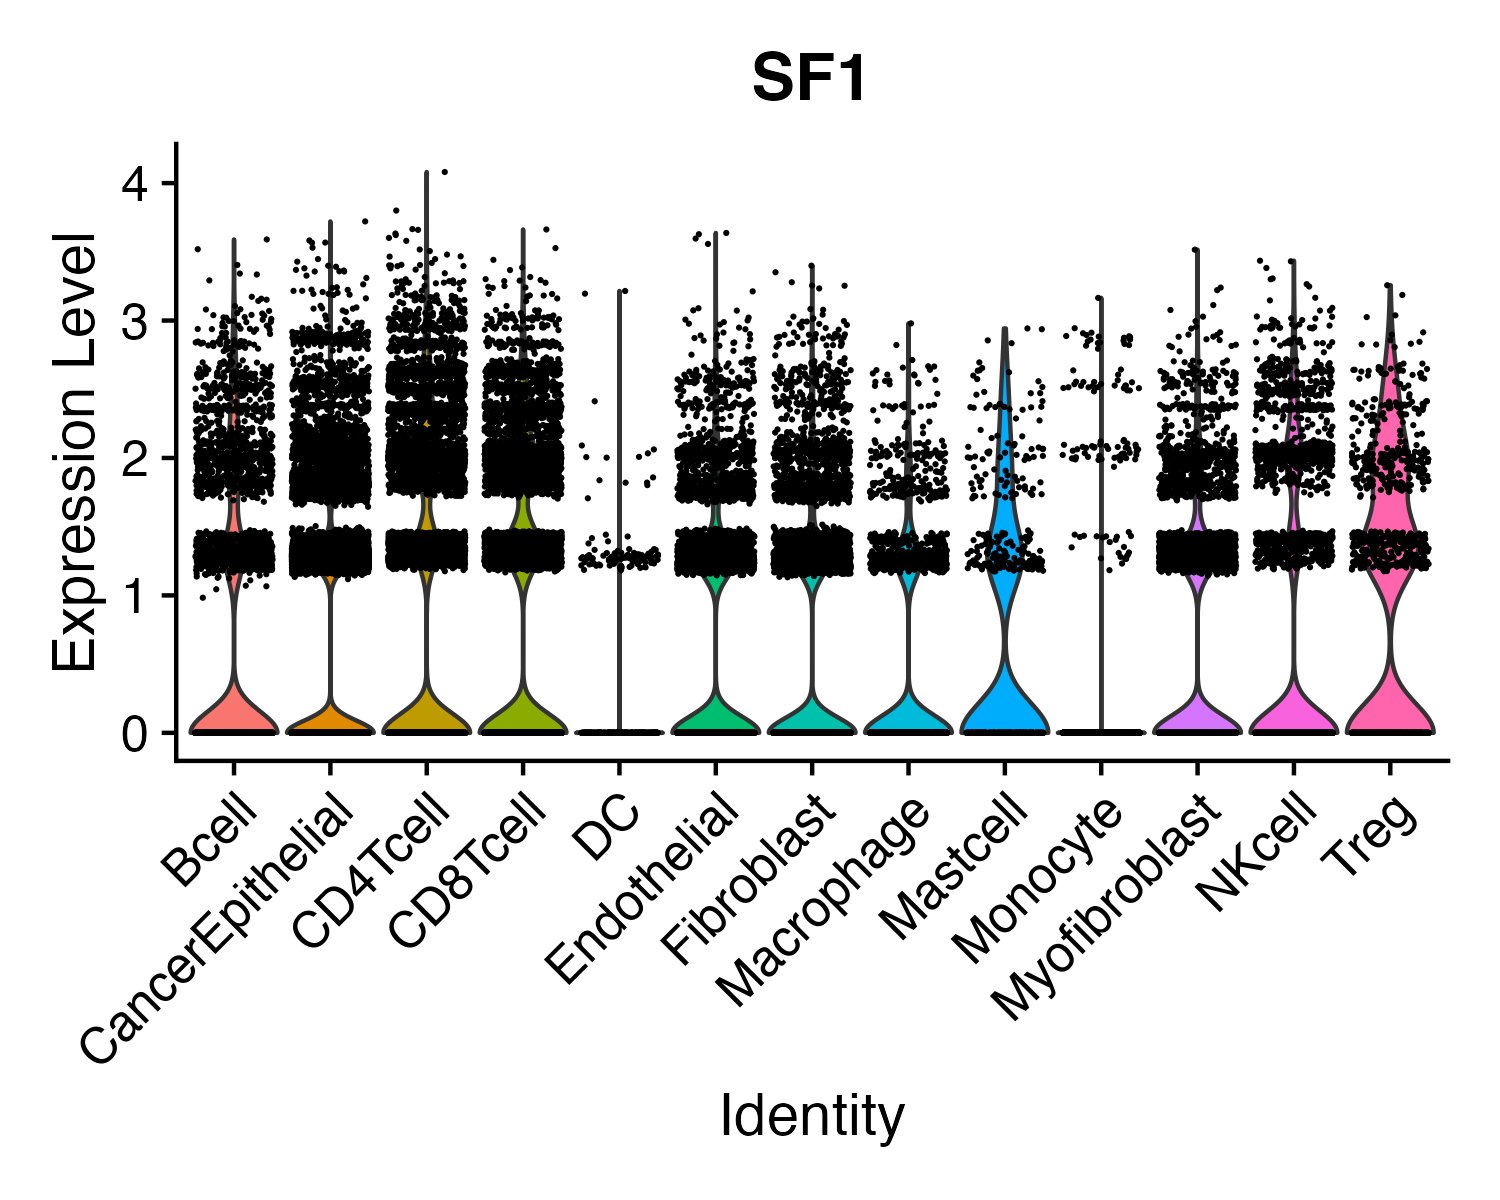 SF1
Expression Level
4
3
2
1
0
Bcell
CancerEpithelial
CD4Tcell
CD8Tcell
DC
Endothelial
Fibroblast
Macrophage
Mastcell
Monocyte
Myofibroblast
NKcell
Treg
Identity